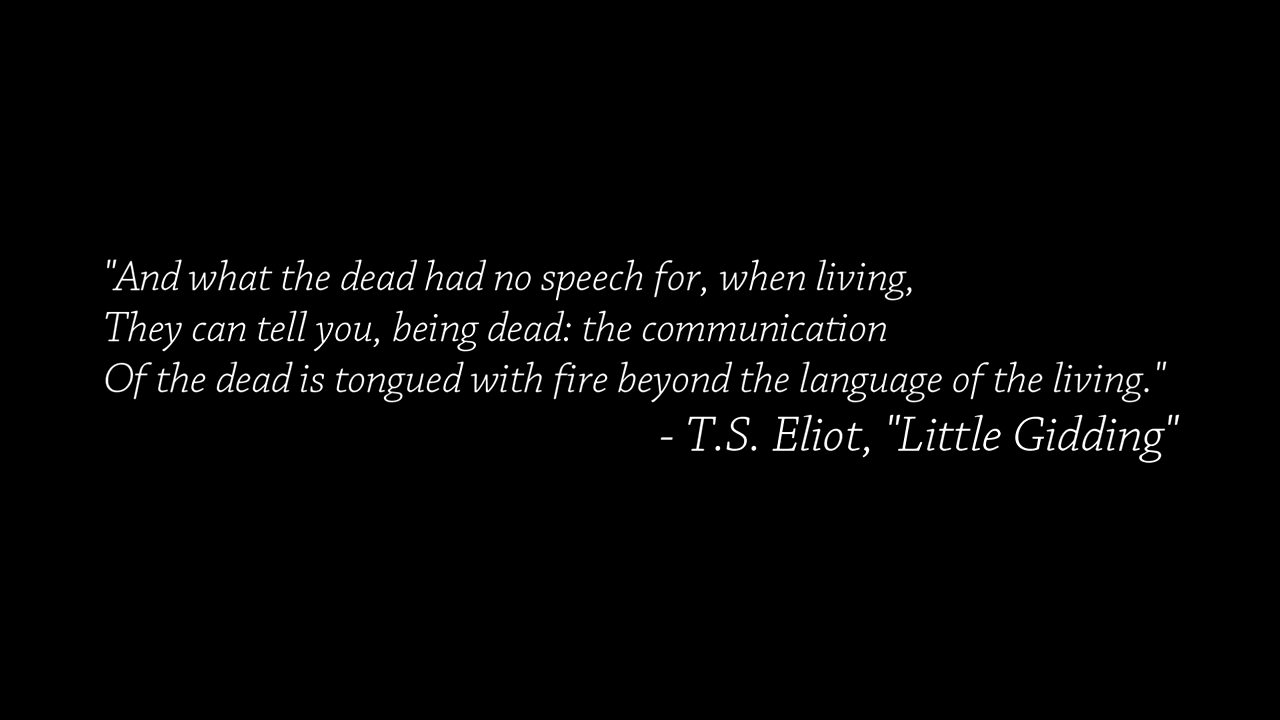 "And what the dead had no speech for, when living,
They can tell you, being dead: the communication
Of the dead is tongued with fire beyond the language of the living."
- T.S. Eliot, "Little Gidding"